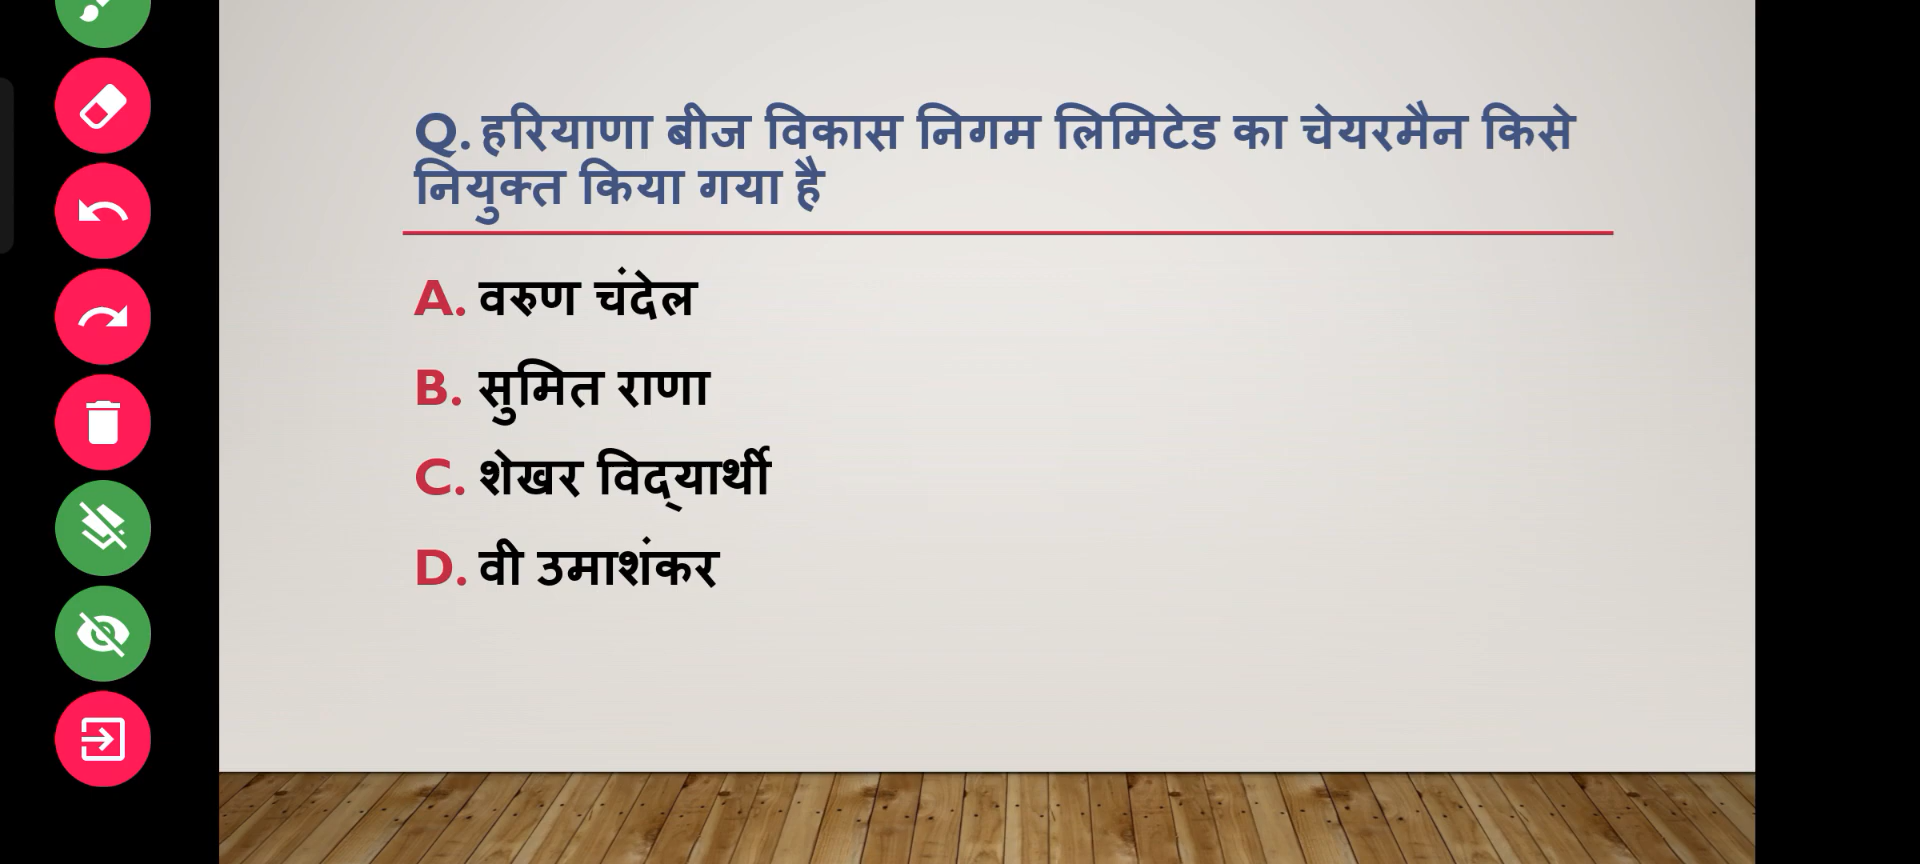 Q. हरियाणा बीज विकास निगम लिमिटेड का चेयरमैन किसे
नियुक्त किया गया है
A. वरुण चंदेल
B. सुमित राणा
C. शेखर विद्यार्थी
D. वी उमाशंकर